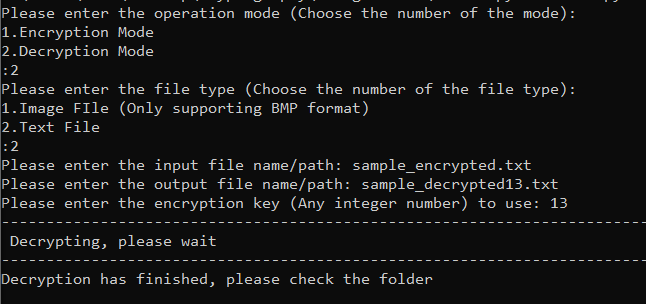 Please enter the operation mode (Choose the number of the mode):
1.Encryption Mode
2.Decryption Mode
:2
Please enter the file type (Choose the number of the file type):
1.Image FIle (Only supporting BMP format)
2.Text File
:2
Please enter the input file name/path: sample_encrypted.txt
Please enter the output file name/path: sample_decrypted13.txt
Please enter the encryption key (Any integer number) to use: 13
------------------------------------------------------------------------
 Decrypting, please wait
------------------------------------------------------------------------
Decryption has finished, please check the folder